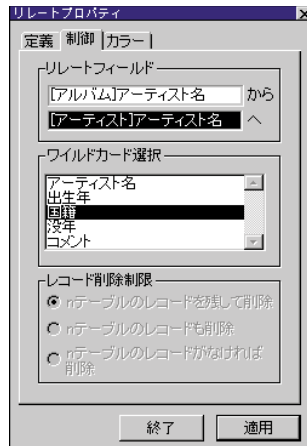 リレートプロパティ
定義 制御 カラー
リレートフィールド
[アルバム]アーティスト名 から
[アーティスト]アーティスト名 へ
ワイルドカード選択
アーティスト名
出生年
国籍
没年
コメント
レコード削除制限
nテーブルのレコードを残して削除
nテーブルのレコードも削除
nテーブルのレコードがなければ
削除
終了 適用